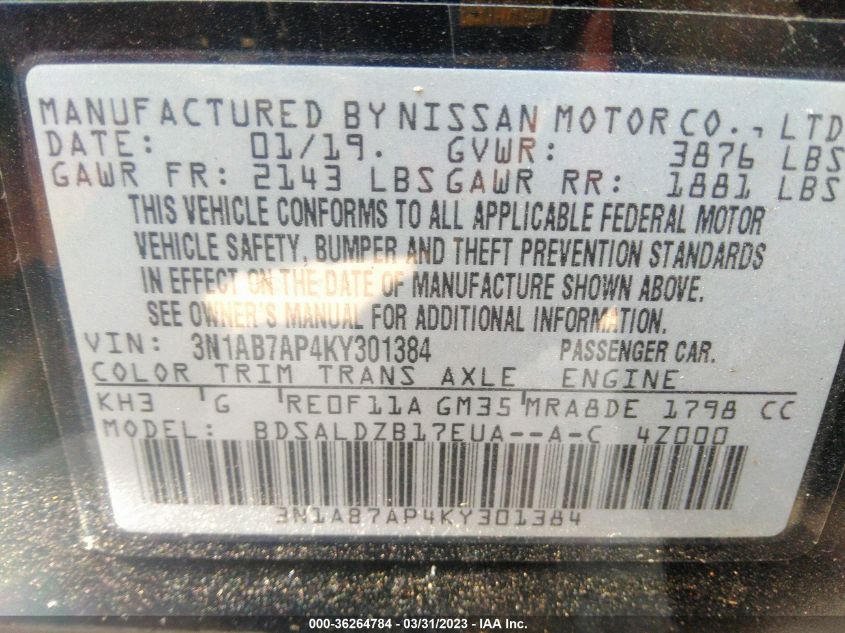 MANUFACTURED BY NISSAN MOTOR CO., LTD
DATE: 01/19. GVWR: 3876 LBS
GAWR FR: 2143 LBS GAWR RR: 1881 LBS
THIS VEHICLE CONFORMS TO ALL APPLICABLE FEDERAL MOTOR
VEHICLE SAFETY, BUMPER AND THEFT PREVENTION STANDARDS
IN EFFECT ON THE DATE OF MANUFACTURE SHOWN ABOVE.
SEE OWNER'S MANUAL FOR ADDITIONAL INFORMATION.
VIN: 3N1AB7AP4KY301384 PASSENGER CAR.
COLOR TRIM TRANS AXLE ENGINE
KH3 G RE0F11A GM35 MRA8DE 1798 CC
MODEL: BDSALDZB17EUA--A-C 4Z000
3N1AB7AP4KY301384
000-36264784 - 03/31/2023 - IAA Inc.